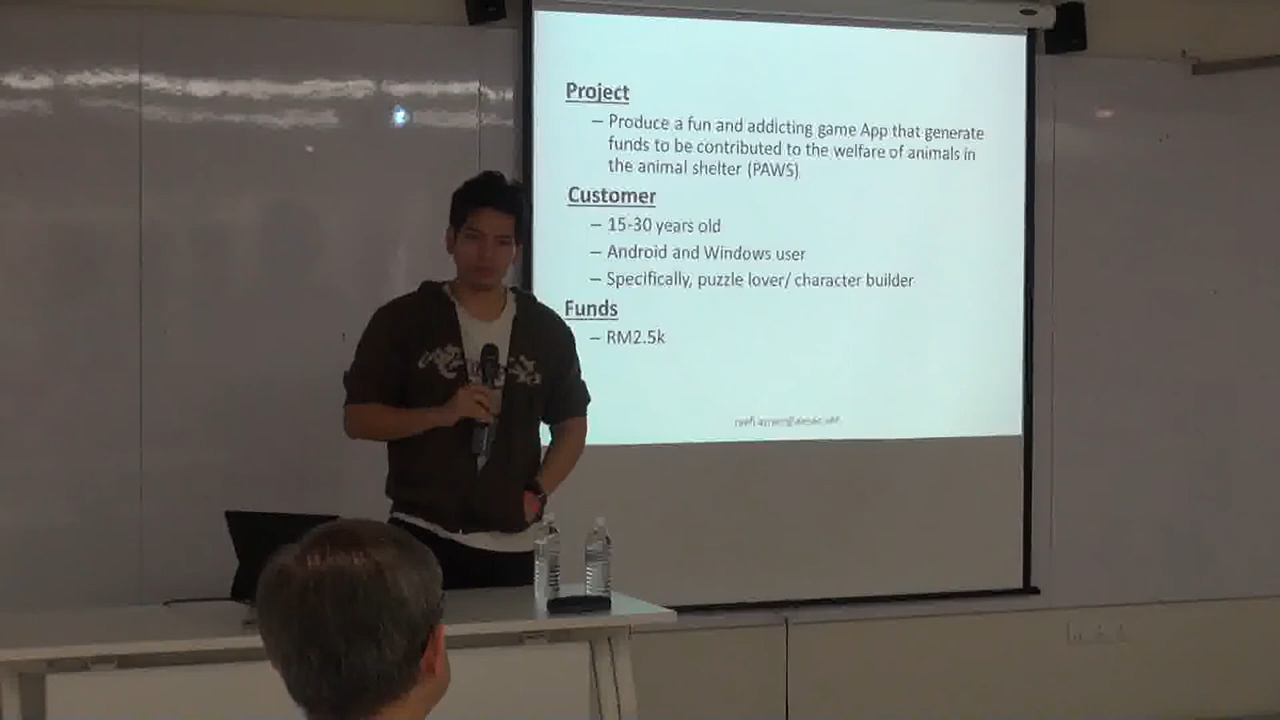 Project
– Produce a fun and addicting game App that generate
funds to be contributed to the welfare of animals in
the animal shelter (PAWS)
Customer
– 15-30 years old
– Android and Windows user
– Specifically, puzzle lover/ character builder
Funds
– RM2.5k